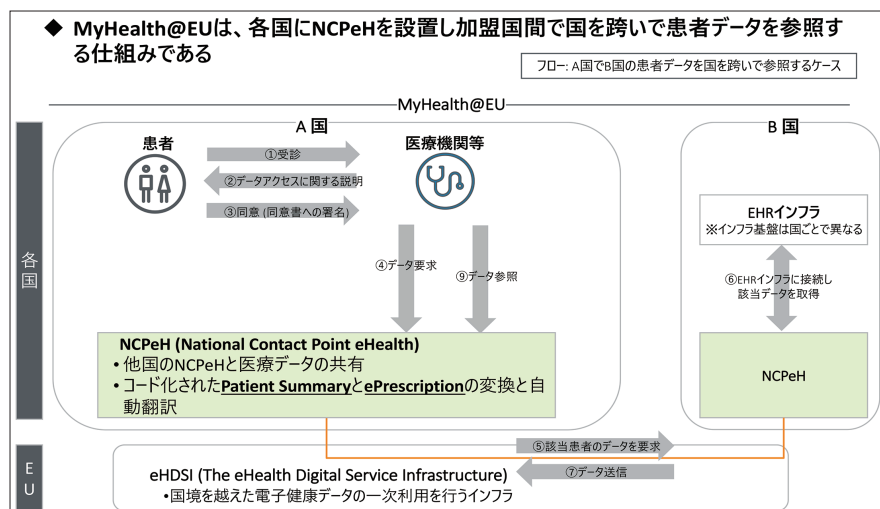 ◆ MyHealth@EUは、各国にNCPeHを設置し加盟国間で国を跨いで患者データを参照す
る仕組みである
フロー: A国でB国の患者データを国を跨いで参照するケース
MyHealth@EU
各国
A 国
患者
医療機関等
①受診
②データアクセスに関する説明
③同意 (同意書への署名)
④データ要求
⑨データ参照
NCPeH (National Contact Point eHealth)
• 他国のNCPeHと医療データの共有
• コード化されたPatient SummaryとePrescriptionの変換と自
動翻訳
B 国
EHRインフラ
※インフラ基盤は国ごとで異なる
⑥EHRインフラに接続し
該当データを取得
NCPeH
EU
⑤該当患者のデータを要求
⑦データ送信
eHDSI (The eHealth Digital Service Infrastructure)
• 国境を越えた電子健康データの一次利用を行うインフラ